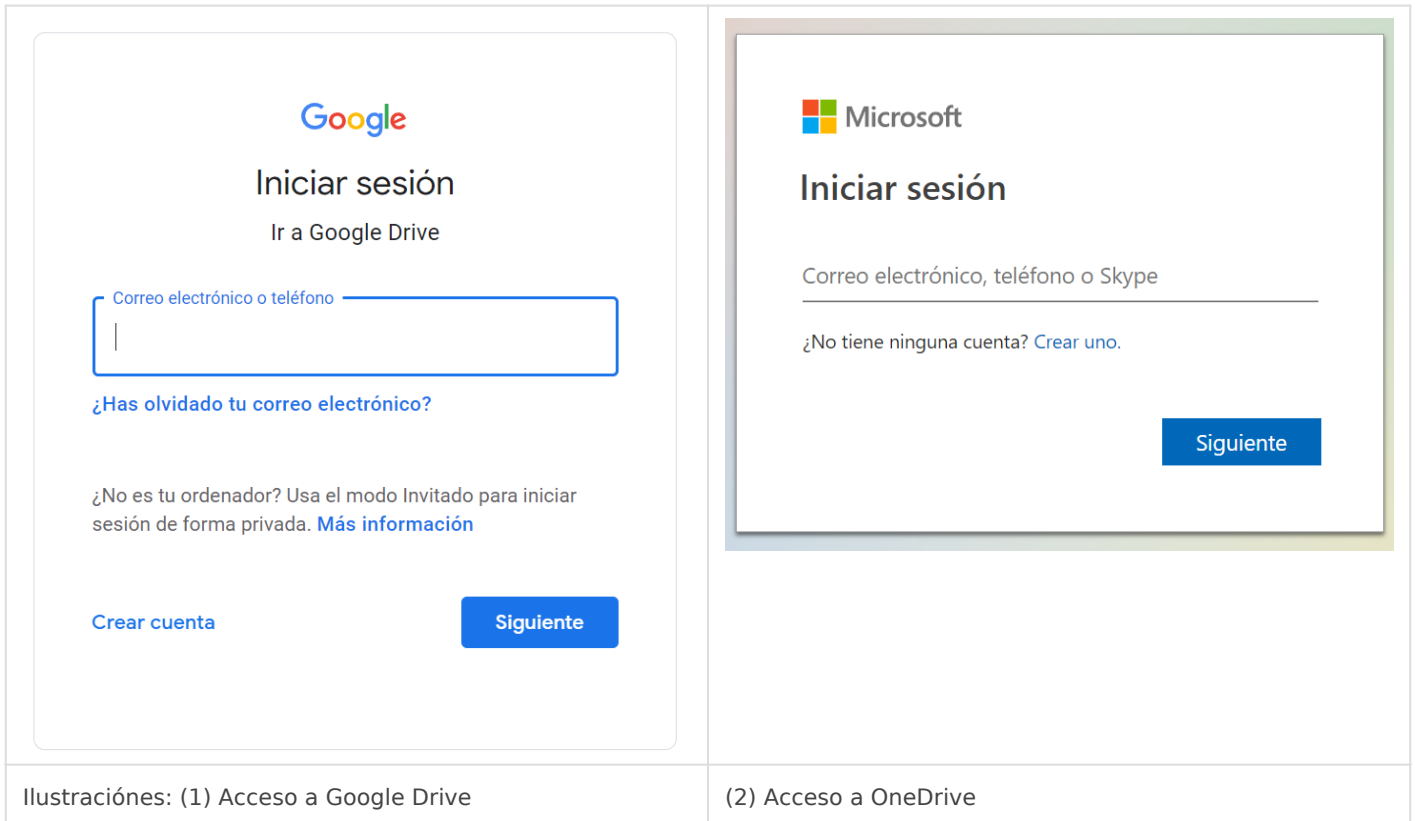 Google
Iniciar sesión
Ir a Google Drive
Correo electrónico o teléfono
¿Has olvidado tu correo electrónico?
¿No es tu ordenador? Usa el modo Invitado para iniciar
sesión de forma privada. Más información
Crear cuenta
Siguiente
Microsoft
Iniciar sesión
Correo electrónico, teléfono o Skype
¿No tiene ninguna cuenta? Crear uno.
Siguiente
Ilustraciónes: (1) Acceso a Google Drive
(2) Acceso a OneDrive